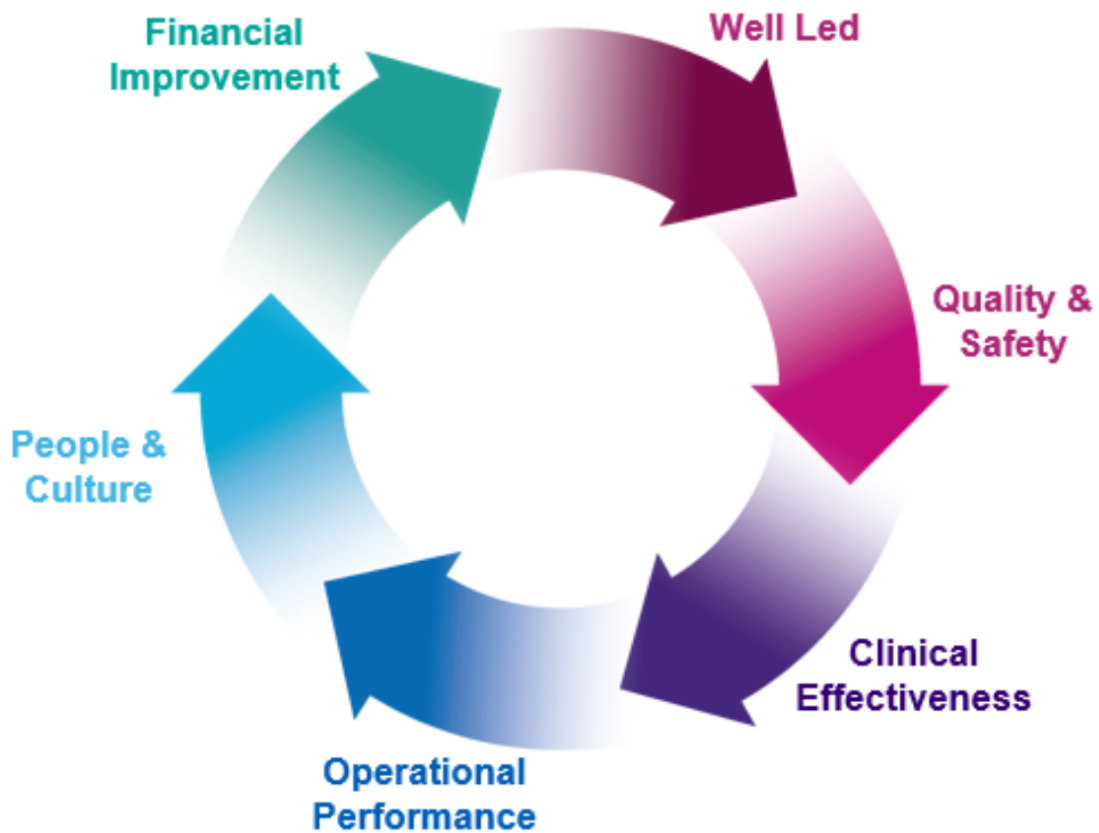 Financial
Improvement
Well Led
Quality &
Safety
Clinical
Effectiveness
Operational
Performance
People &
Culture